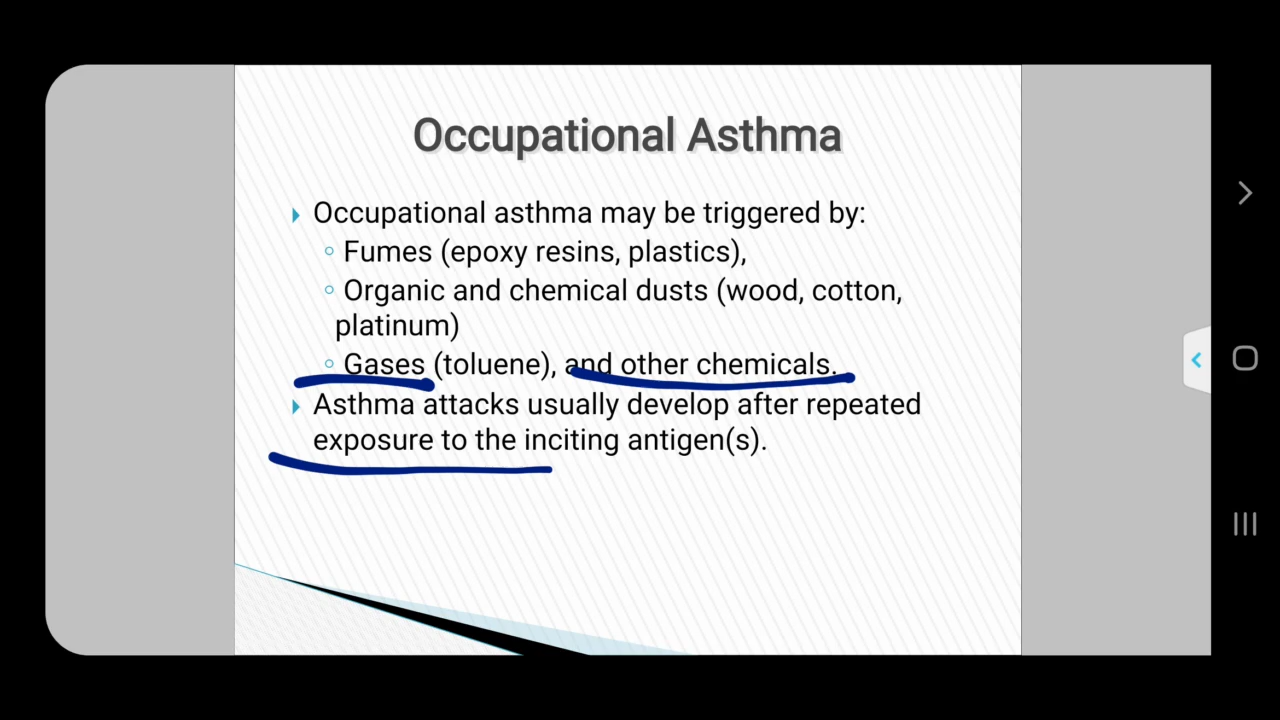 Occupational Asthma
Occupational asthma may be triggered by:
Fumes (epoxy resins, plastics),
Organic and chemical dusts (wood, cotton,
platinum)
Gases (toluene), and other chemicals.
Asthma attacks usually develop after repeated
exposure to the inciting antigen(s).